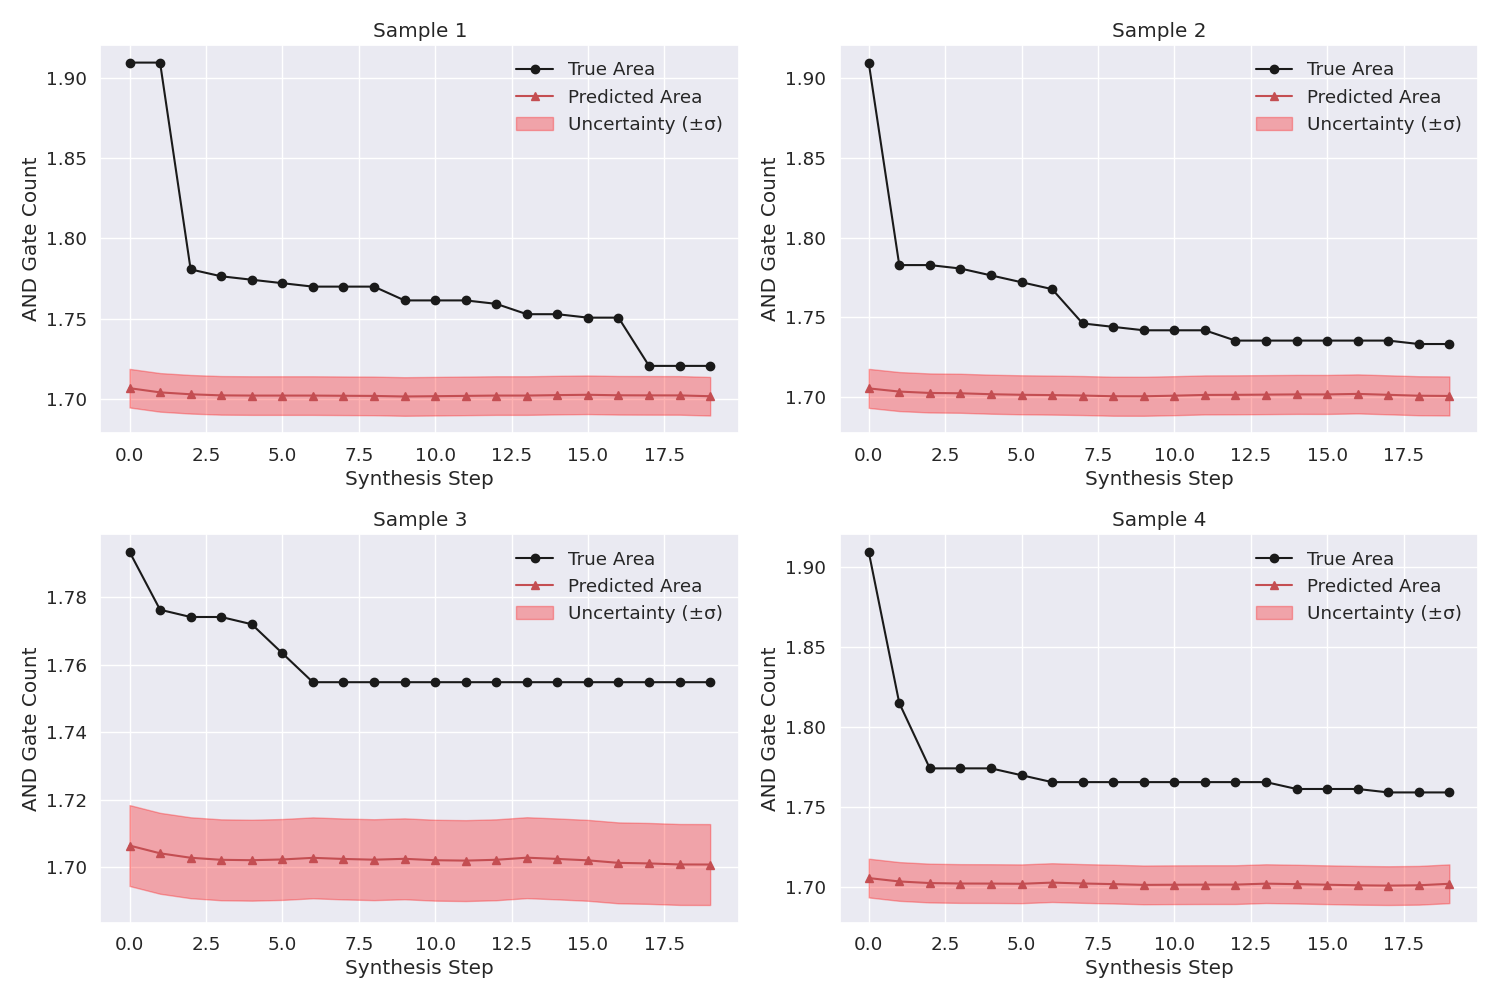 Sample 1
True Area
Predicted Area
Uncertainty (±σ)
AND Gate Count
1.90
1.85
1.80
1.75
1.70
0.0 2.5 5.0 7.5 10.0 12.5 15.0 17.5
Synthesis Step
Sample 2
True Area
Predicted Area
Uncertainty (±σ)
AND Gate Count
1.90
1.85
1.80
1.75
1.70
0.0 2.5 5.0 7.5 10.0 12.5 15.0 17.5
Synthesis Step
Sample 3
True Area
Predicted Area
Uncertainty (±σ)
AND Gate Count
1.78
1.76
1.74
1.72
1.70
0.0 2.5 5.0 7.5 10.0 12.5 15.0 17.5
Synthesis Step
Sample 4
True Area
Predicted Area
Uncertainty (±σ)
AND Gate Count
1.90
1.85
1.80
1.75
1.70
0.0 2.5 5.0 7.5 10.0 12.5 15.0 17.5
Synthesis Step